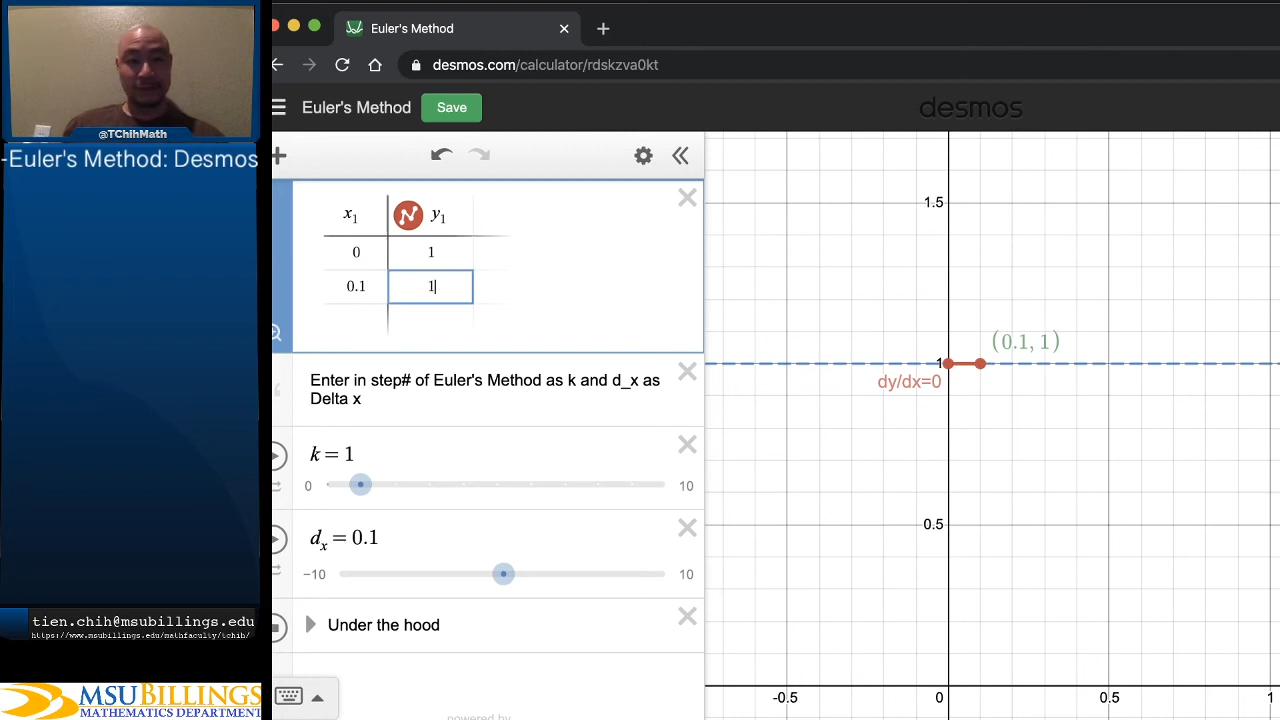 Euler's Method
desmos.com/calculator/rdskzva0kt
Euler's Method
Save
desmos
@TChihMath
-Euler's Method: Desmos
x₁ y₁
0 1
0.1 1
Enter in step# of Euler's Method as k and d_x as
Delta x
k = 1
0 10
dₓ = 0.1
−10 10
Under the hood
powered by
1.5
(0.1, 1)
1
dy/dx=0
0.5
-0.5 0 0.5 1
tien.chih@msubillings.edu
https://www.msubillings.edu/mathfaculty/tchih/
MSUBILLINGS
MATHEMATICS DEPARTMENT